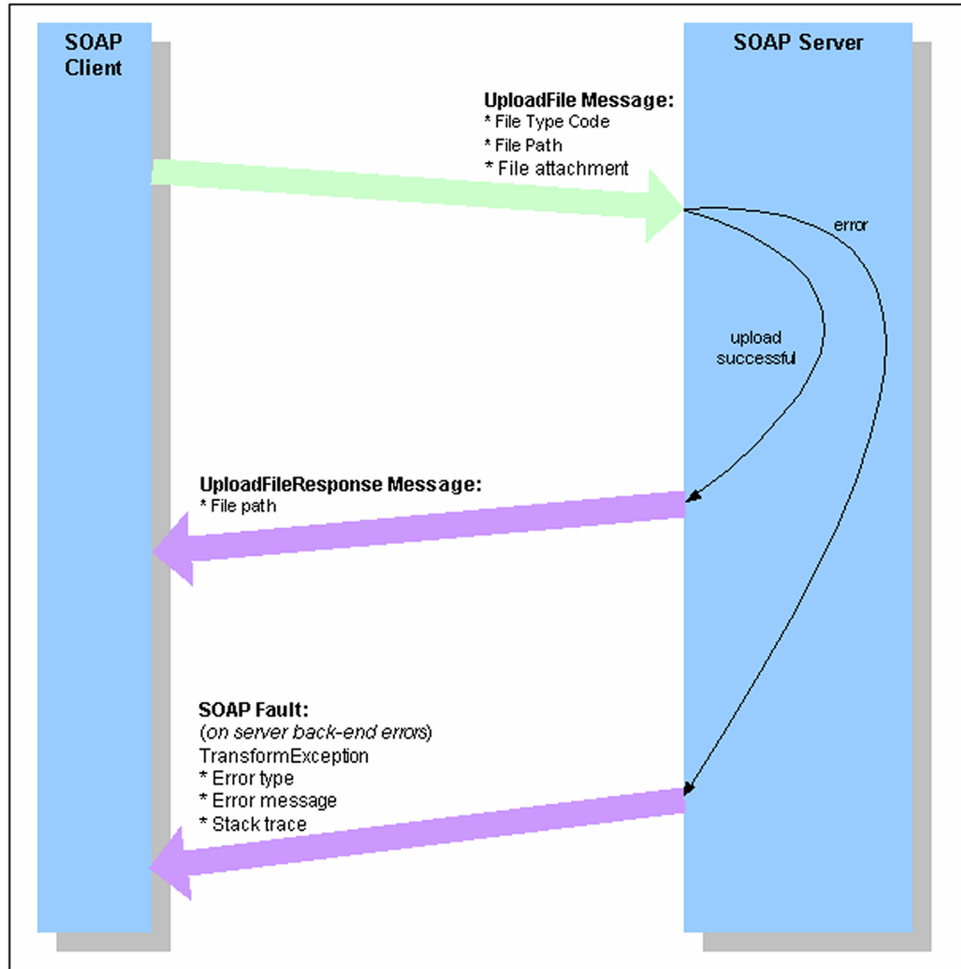 SOAP
Client
SOAP Server
UploadFile Message:
* File Type Code
* File Path
* File attachment
error
upload
successful
UploadFileResponse Message:
* File path
SOAP Fault:
(on server back-end errors)
TransformException
* Error type
* Error message
* Stack trace